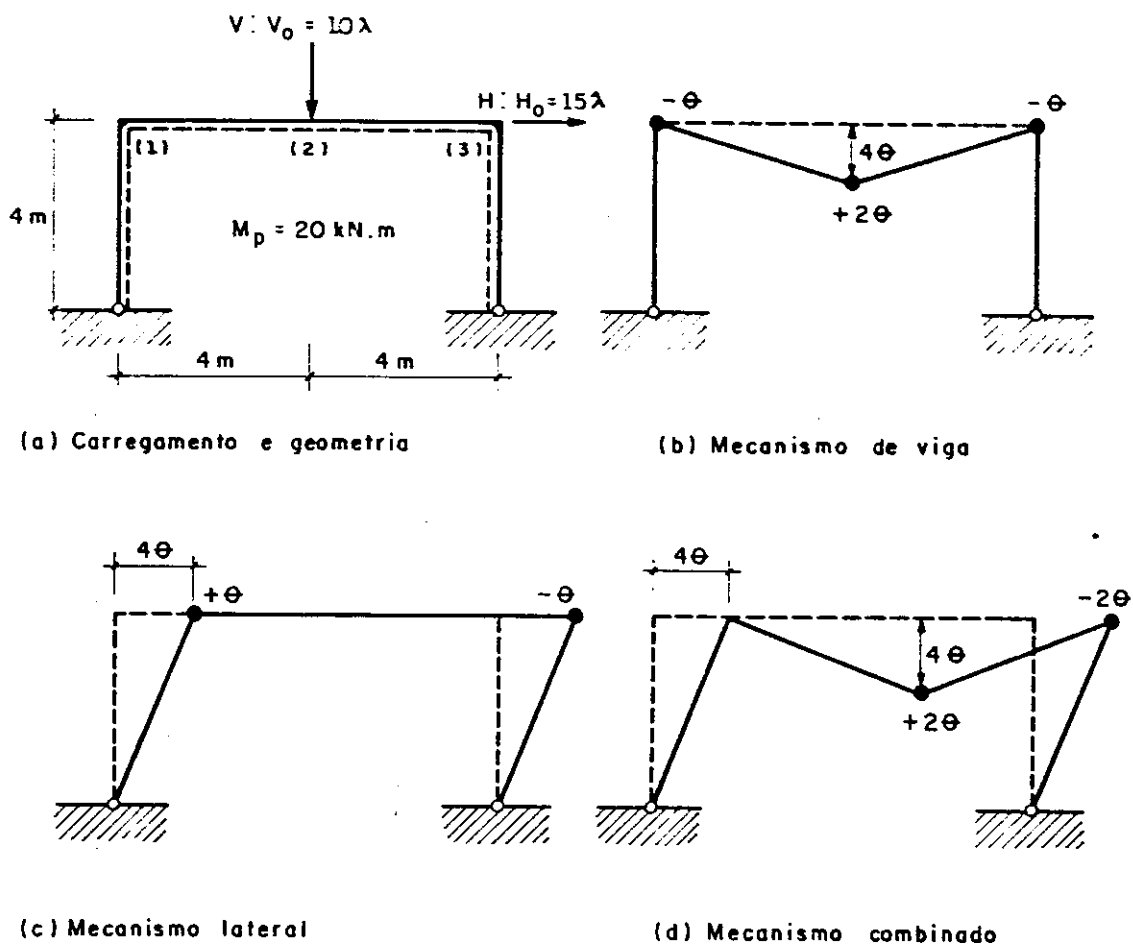 V : V₀ = 10λ
H : H₀ = 15λ
(1) (2) (3)
4 m
Mp = 20 kN.m
4 m 4 m
(a) Carregamento e geometria
-θ -θ
4θ
+2θ
(b) Mecanismo de viga
4θ
+θ -θ
(c) Mecanismo lateral
4θ
-2θ
4θ
+2θ
(d) Mecanismo combinado